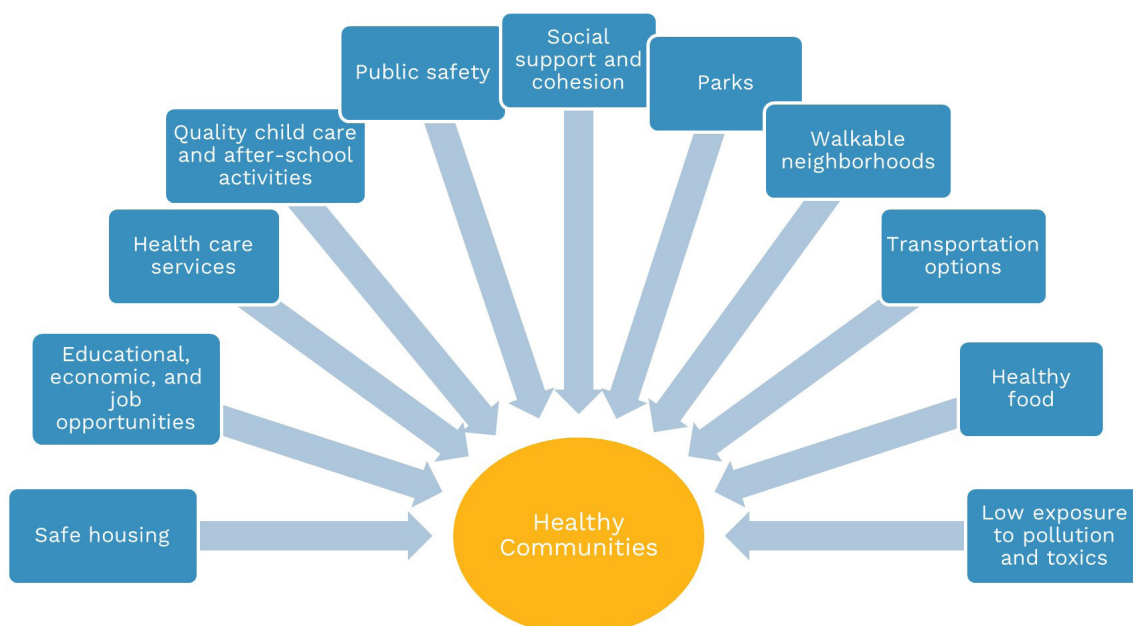 Social
support and
cohesion
Public safety
Parks
Quality child care
and after-school
activities
Walkable
neighborhoods
Health care
services
Transportation
options
Educational,
economic, and
job
opportunities
Healthy
food
Safe housing
Healthy
Communities
Low exposure
to pollution
and toxics